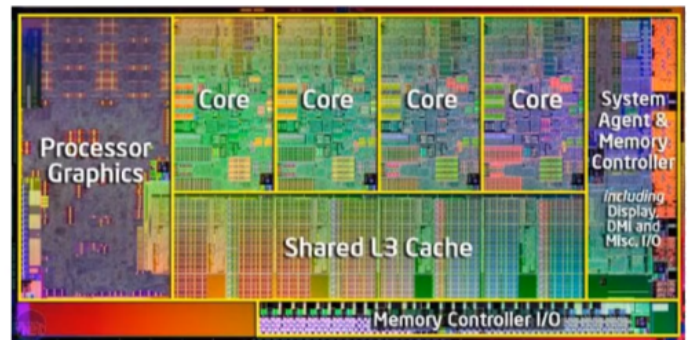 Processor
Graphics
Core
Core
Core
Core
System
Agent &
Memory
Controller
including
Display,
DMI and
Misc. I/O
Shared L3 Cache
Memory Controller I/O